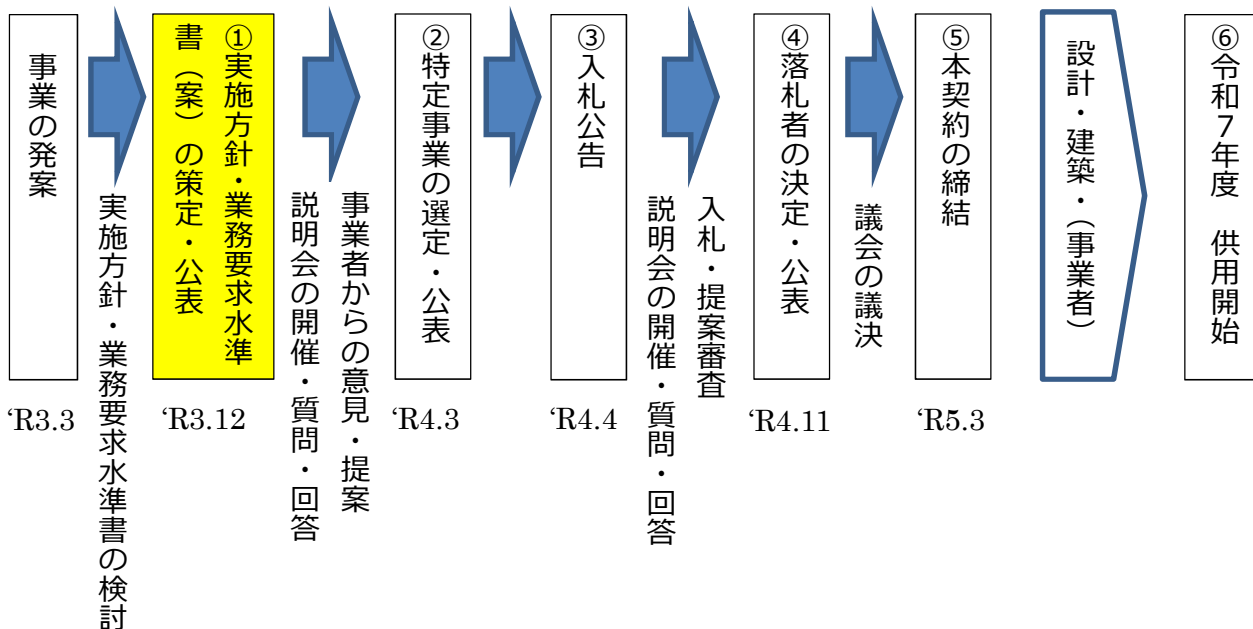 事業の発案
実施方針・業務要求水準書の検討
①実施方針・業務要求水準
書（案）の策定・公表
事業者からの意見・提案
説明会の開催・質問・回答
②特定事業の選定・公表
③入札公告
入札・提案審査
説明会の開催・質問・回答
④落札者の決定・公表
議会の議決
⑤本契約の締結
設計・建築・（事業者）
⑥令和７年度　供用開始
‘R3.3
‘R3.12
‘R4.3
‘R4.4
‘R4.11
‘R5.3